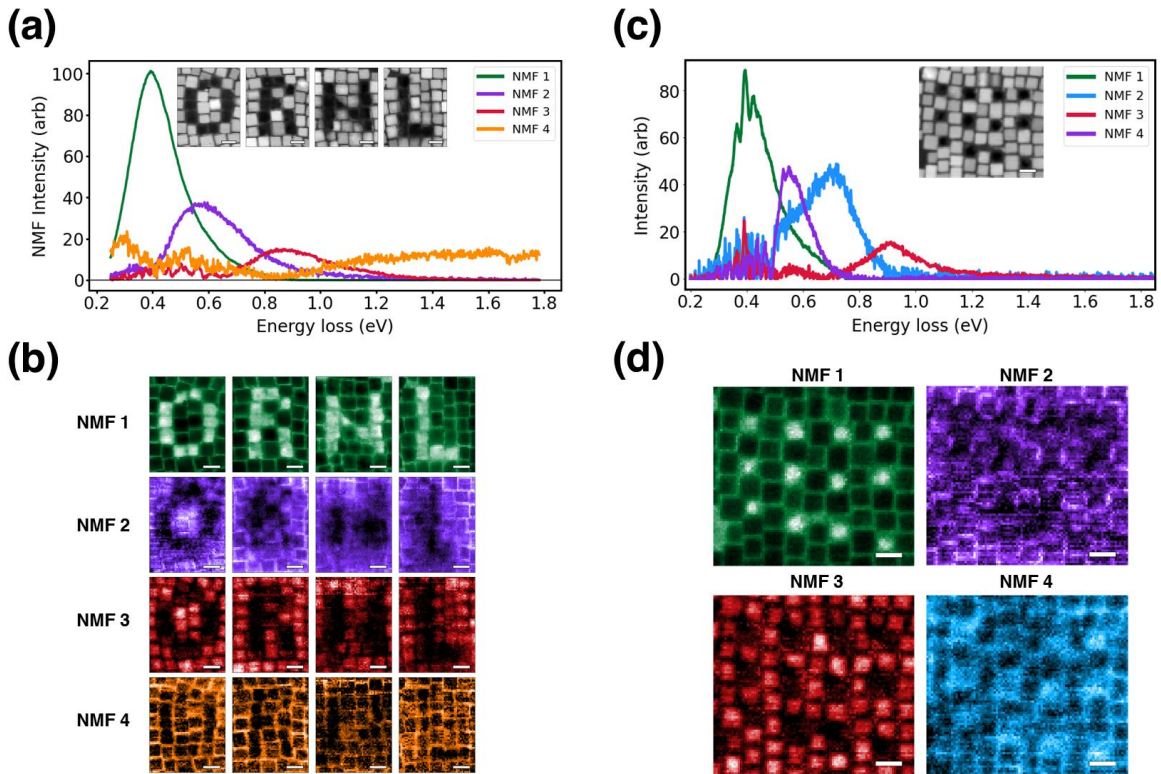 (a)
100
80
60
40
20
0
NMF Intensity (arb)
0.2 0.4 0.6 0.8 1.0 1.2 1.4 1.6 1.8
Energy loss (eV)
NMF 1
NMF 2
NMF 3
NMF 4
(c)
80
60
40
20
0
Intensity (arb)
0.2 0.4 0.6 0.8 1.0 1.2 1.4 1.6 1.8
Energy loss (eV)
NMF 1
NMF 2
NMF 3
NMF 4
(b)
NMF 1
NMF 2
NMF 3
NMF 4
(d)
NMF 1 NMF 2
NMF 3 NMF 4